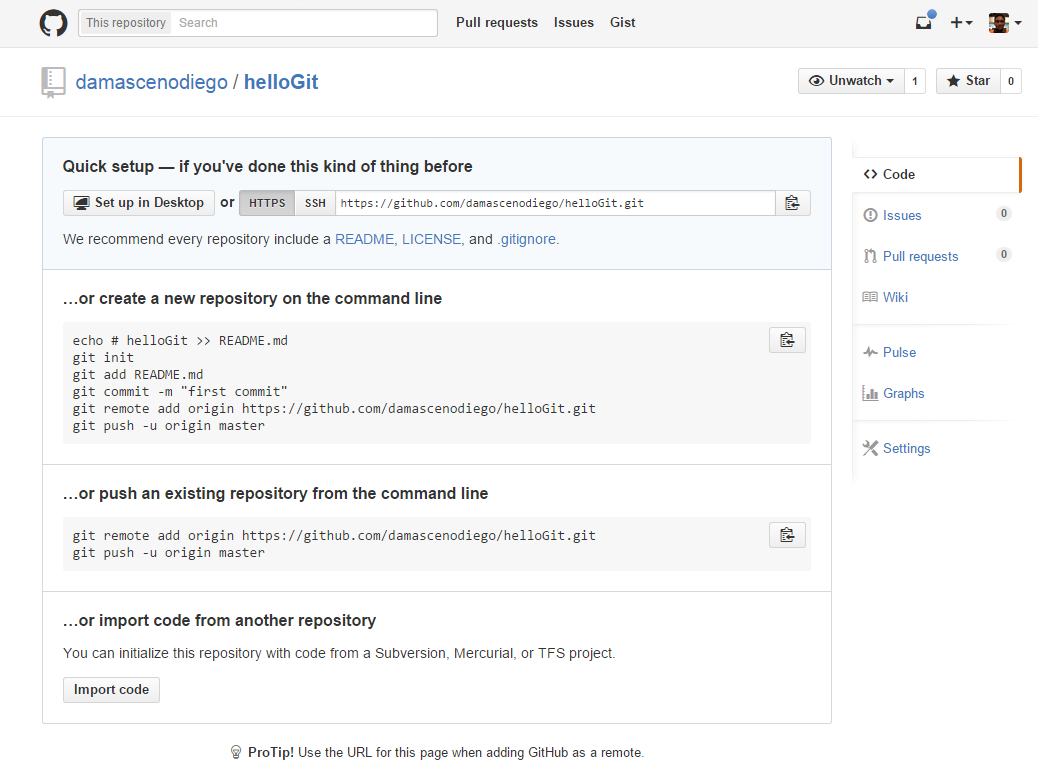 This repository Search Pull requests Issues Gist
damascenodiego / helloGit
Unwatch 1 Star 0
Quick setup — if you've done this kind of thing before
Set up in Desktop or HTTPS SSH https://github.com/damascenodiego/helloGit.git
We recommend every repository include a README, LICENSE, and .gitignore.
…or create a new repository on the command line
echo # helloGit >> README.md
git init
git add README.md
git commit -m "first commit"
git remote add origin https://github.com/damascenodiego/helloGit.git
git push -u origin master
…or push an existing repository from the command line
git remote add origin https://github.com/damascenodiego/helloGit.git
git push -u origin master
…or import code from another repository
You can initialize this repository with code from a Subversion, Mercurial, or TFS project.
Import code
ProTip! Use the URL for this page when adding GitHub as a remote.
Code
Issues 0
Pull requests 0
Wiki
Pulse
Graphs
Settings